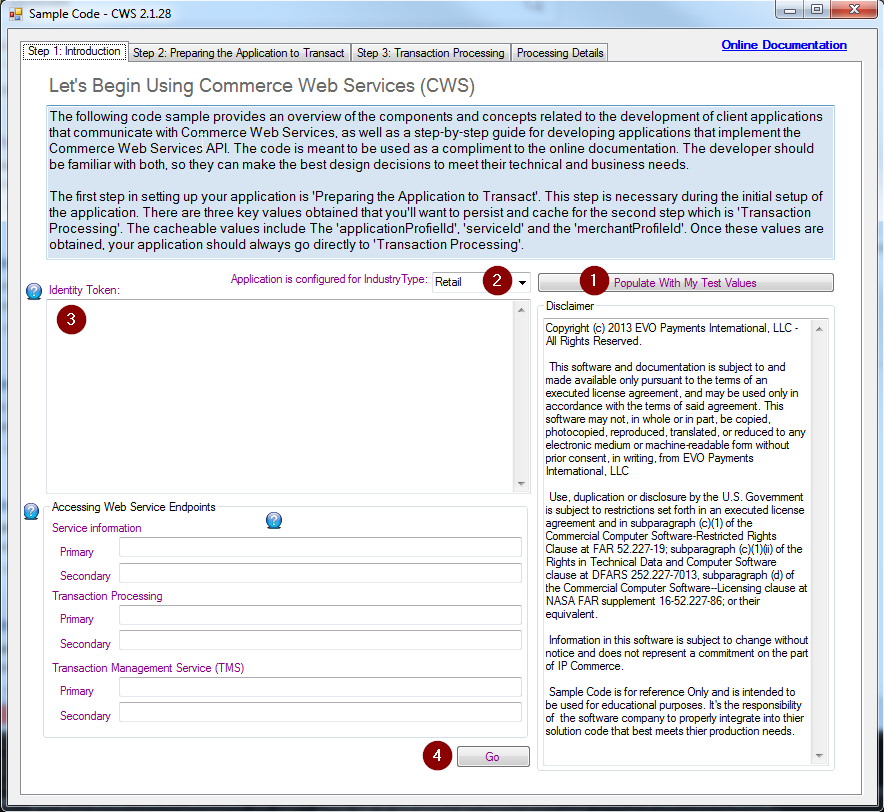 Sample Code - CWS 2.1.28
Step 1: Introduction
Step 2: Preparing the Application to Transact
Step 3: Transaction Processing
Processing Details
Online Documentation
Let's Begin Using Commerce Web Services (CWS)
The following code sample provides an overview of the components and concepts related to the development of client applications
that communicate with Commerce Web Services, as well as a step-by-step guide for developing applications that implement the
Commerce Web Services API. The code is meant to be used as a compliment to the online documentation. The developer should
be familiar with both, so they can make the best design decisions to meet their technical and business needs.
The first step in setting up your application is 'Preparing the Application to Transact'. This step is necessary during the initial setup of
the application. There are three key values obtained that you'll want to persist and cache for the second step which is 'Transaction
Processing'. The cacheable values include The 'applicationProfielId', 'serviceId' and the 'merchantProfileId'. Once these values are
obtained, your application should always go directly to 'Transaction Processing'.
Application is configured for IndustryType:
Retail
2
1
Populate With My Test Values
?
Identity Token:
3
Disclaimer
Copyright (c) 2013 EVO Payments International, LLC -
All Rights Reserved.
This software and documentation is subject to and
made available only pursuant to the terms of an
executed license agreement, and may be used only in
accordance with the terms of said agreement. This
software may not, in whole or in part, be copied,
photocopied, reproduced, translated, or reduced to any
electronic medium or machine-readable form without
prior consent, in writing, from EVO Payments
International, LLC
Use, duplication or disclosure by the U.S. Government
is subject to restrictions set forth in an executed license
agreement and in subparagraph (c)(1) of the
Commercial Computer Software-Restricted Rights
Clause at FAR 52.227-19; subparagraph (c)(1)(ii) of the
Rights in Technical Data and Computer Software
clause at DFARS 252.227-7013, subparagraph (d) of
the Commercial Computer Software--Licensing clause at
NASA FAR supplement 16-52.227-86; or their
equivalent.
Information in this software is subject to change without
notice and does not represent a commitment on the part
of IP Commerce.
Sample Code is for reference Only and is intended to
be used for educational purposes. It's the responsibility
of the software company to properly integrate into thier
solution code that best meets thier production needs.
?
Accessing Web Service Endpoints
?
Service information
Primary
Secondary
Transaction Processing
Primary
Secondary
Transaction Management Service (TMS)
Primary
Secondary
4
Go